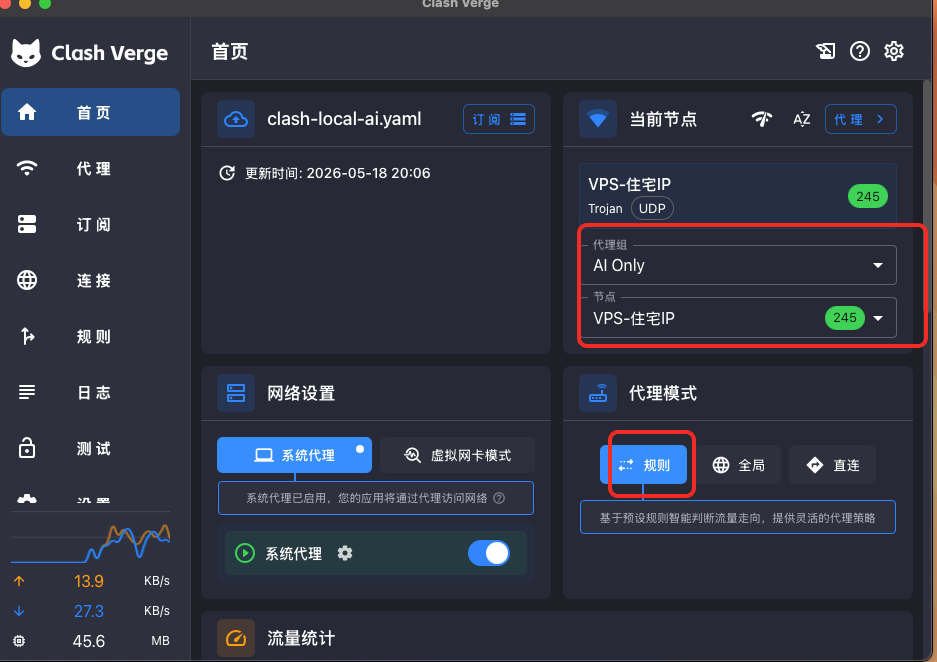 Clash Verge
Clash Verge
首页
首 页
代 理
订 阅
连 接
规 则
日 志
测 试
设 置
13.9 KB/s
27.3 KB/s
45.6 MB
clash-local-ai.yaml
订 阅
更新时间: 2026-05-18 20:06
当前节点
AZ
代 理
VPS-住宅IP
245
Trojan UDP
代理组
AI Only
节点
VPS-住宅IP
245
网络设置
系统代理
虚拟网卡模式
系统代理已启用，您的应用将通过代理访问网络
系统代理
代理模式
规则
全局
直连
基于预设规则智能判断流量走向，提供灵活的代理策略
流量统计